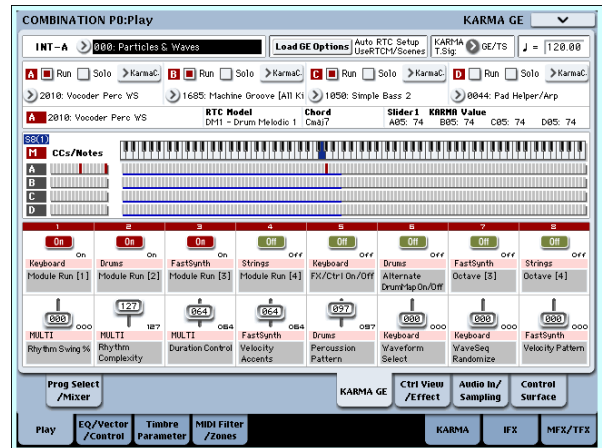 COMBINATION P0:Play KARMA GE
INT-A 000: Particles & Waves Load GE Options Auto RTC Setup UseRTCM/Scenes KARMA T.Sig: GE/TS ♩ = 120.00
A Run Solo KarmaC. B Run Solo KarmaC. C Run Solo KarmaC. D Run Solo KarmaC.
2010: Vocoder Perc WS 1685: Machine Groove [All Ki 1050: Simple Bass 2 0044: Pad Helper/Arp
A 2010: Vocoder Perc WS RTC Model DM1 - Drum Melodic 1 Chord Cmaj7 Slider1 KARMA Value A05: 74 B05: 74 C05: 74 D05: 74
S8(1)
M CCs/Notes
A
B
C
D
1 2 3 4 5 6 7 8
On On On Off Off Off Off Off
On On On Off Off Off Off Off
Keyboard Drums FastSynth Strings Keyboard Drums FastSynth Strings
Module Run [1] Module Run [2] Module Run [3] Module Run [4] FX/Ctrl On/Off Alternate DrumMap On/Off Octave [3] Octave [4]
000 127 064 064 097 000 000 000
000 127 064 064 097 000 000 000
MULTI MULTI MULTI FastSynth Drums Keyboard Keyboard FastSynth
Rhythm Swing % Rhythm Complexity Duration Control Velocity Accents Percussion Pattern Waveform Select WaveSeq Randomize Velocity Pattern
Prog Select /Mixer KARMA GE Ctrl View /Effect Audio In/ Sampling Control Surface
Play EQ/Vector /Control Timbre Parameter MIDI Filter /Zones KARMA IFX MFX/TFX